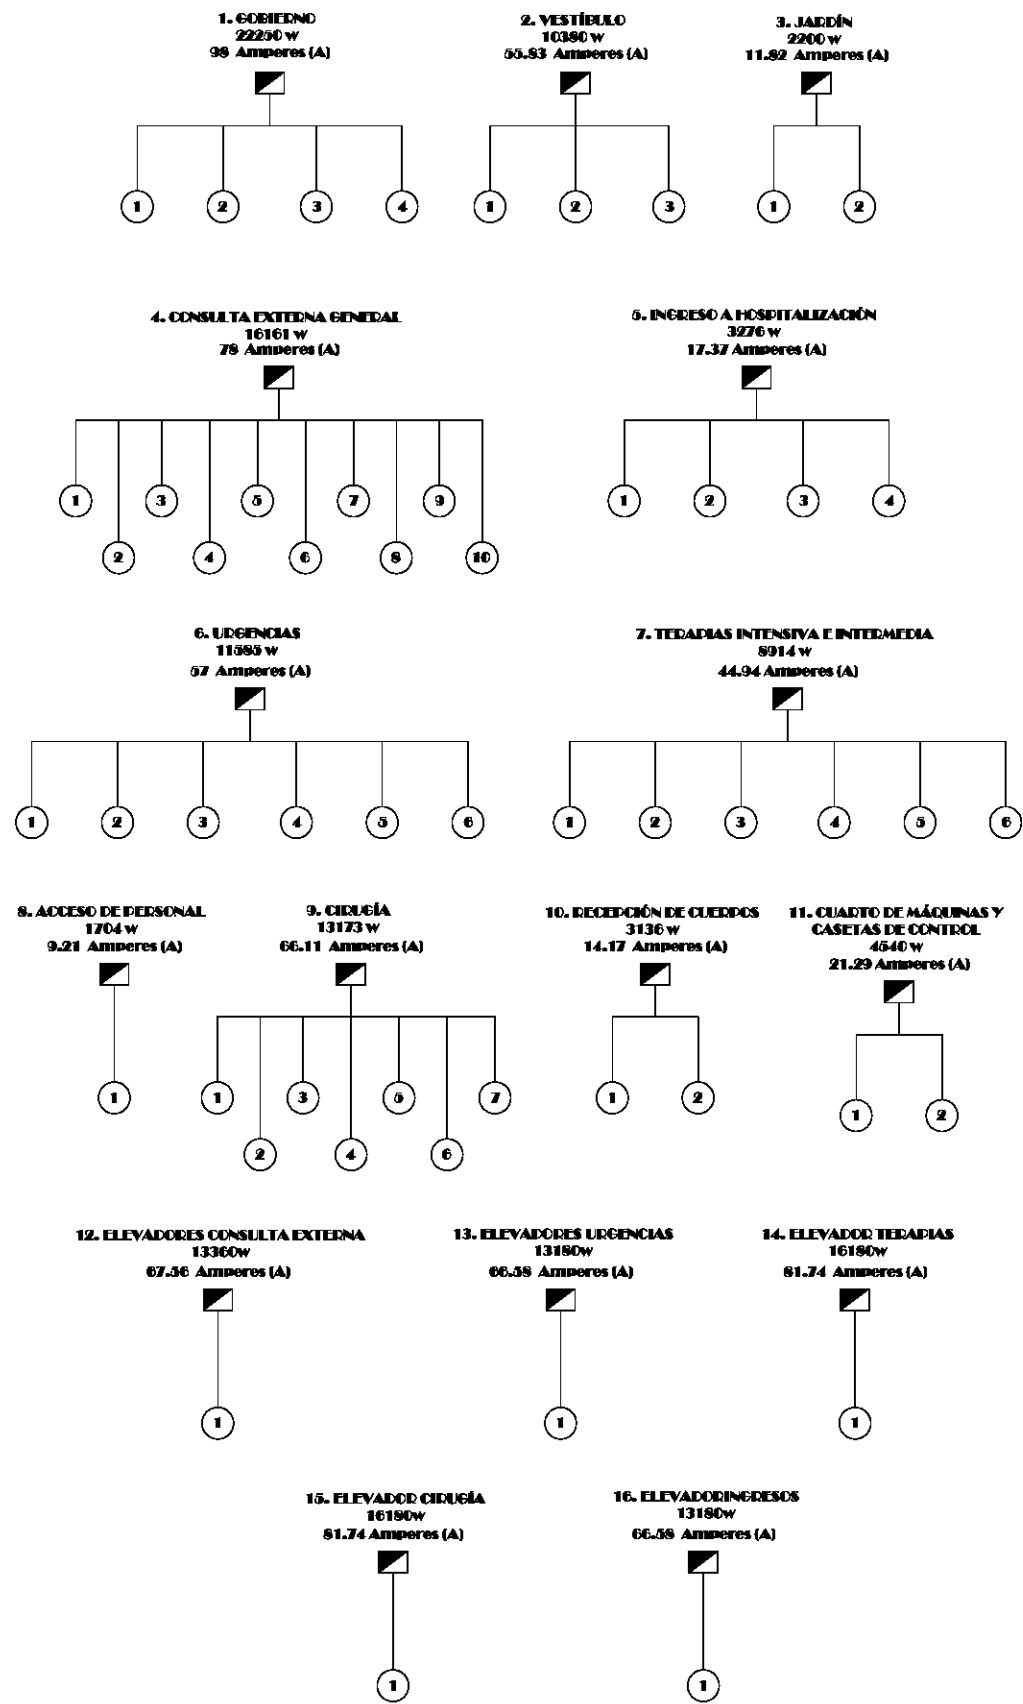 1. GOBIERNO
22250 w
98 Amperes (A)
2. VESTÍBULO
10380 w
55.83 Amperes (A)
3. JARDÍN
2200 w
11.82 Amperes (A)
1 2 3 4
1 2 3
1 2
4. CONSULTA EXTERNA GENERAL
16161 w
78 Amperes (A)
5. INGRESO A HOSPITALIZACIÓN
3276 w
17.37 Amperes (A)
1 3 5 7 9
2 4 6 8 10
1 2 3 4
6. URGENCIAS
11585 w
57 Amperes (A)
7. TERAPIAS INTENSIVA E INTERMEDIA
8914 w
44.94 Amperes (A)
1 2 3 4 5 6
1 2 3 4 5 6
8. ACCESO DE PERSONAL
1704 w
9.21 Amperes (A)
9. CIRUGÍA
13173 w
66.11 Amperes (A)
10. RECEPCIÓN DE CUERPOS
3136 w
14.17 Amperes (A)
11. CUARTO DE MÁQUINAS Y
CASETAS DE CONTROL
4540 w
21.29 Amperes (A)
1
1 3 5 7
2 4 6
1 2
1 2
12. ELEVADORES CONSULTA EXTERNA
13360w
67.56 Amperes (A)
13. ELEVADORES URGENCIAS
13180w
66.58 Amperes (A)
14. ELEVADOR TERAPIAS
16180w
81.74 Amperes (A)
1
1
1
15. ELEVADOR CIRUGÍA
16180w
81.74 Amperes (A)
16. ELEVADORINGRESOS
13180w
66.58 Amperes (A)
1
1